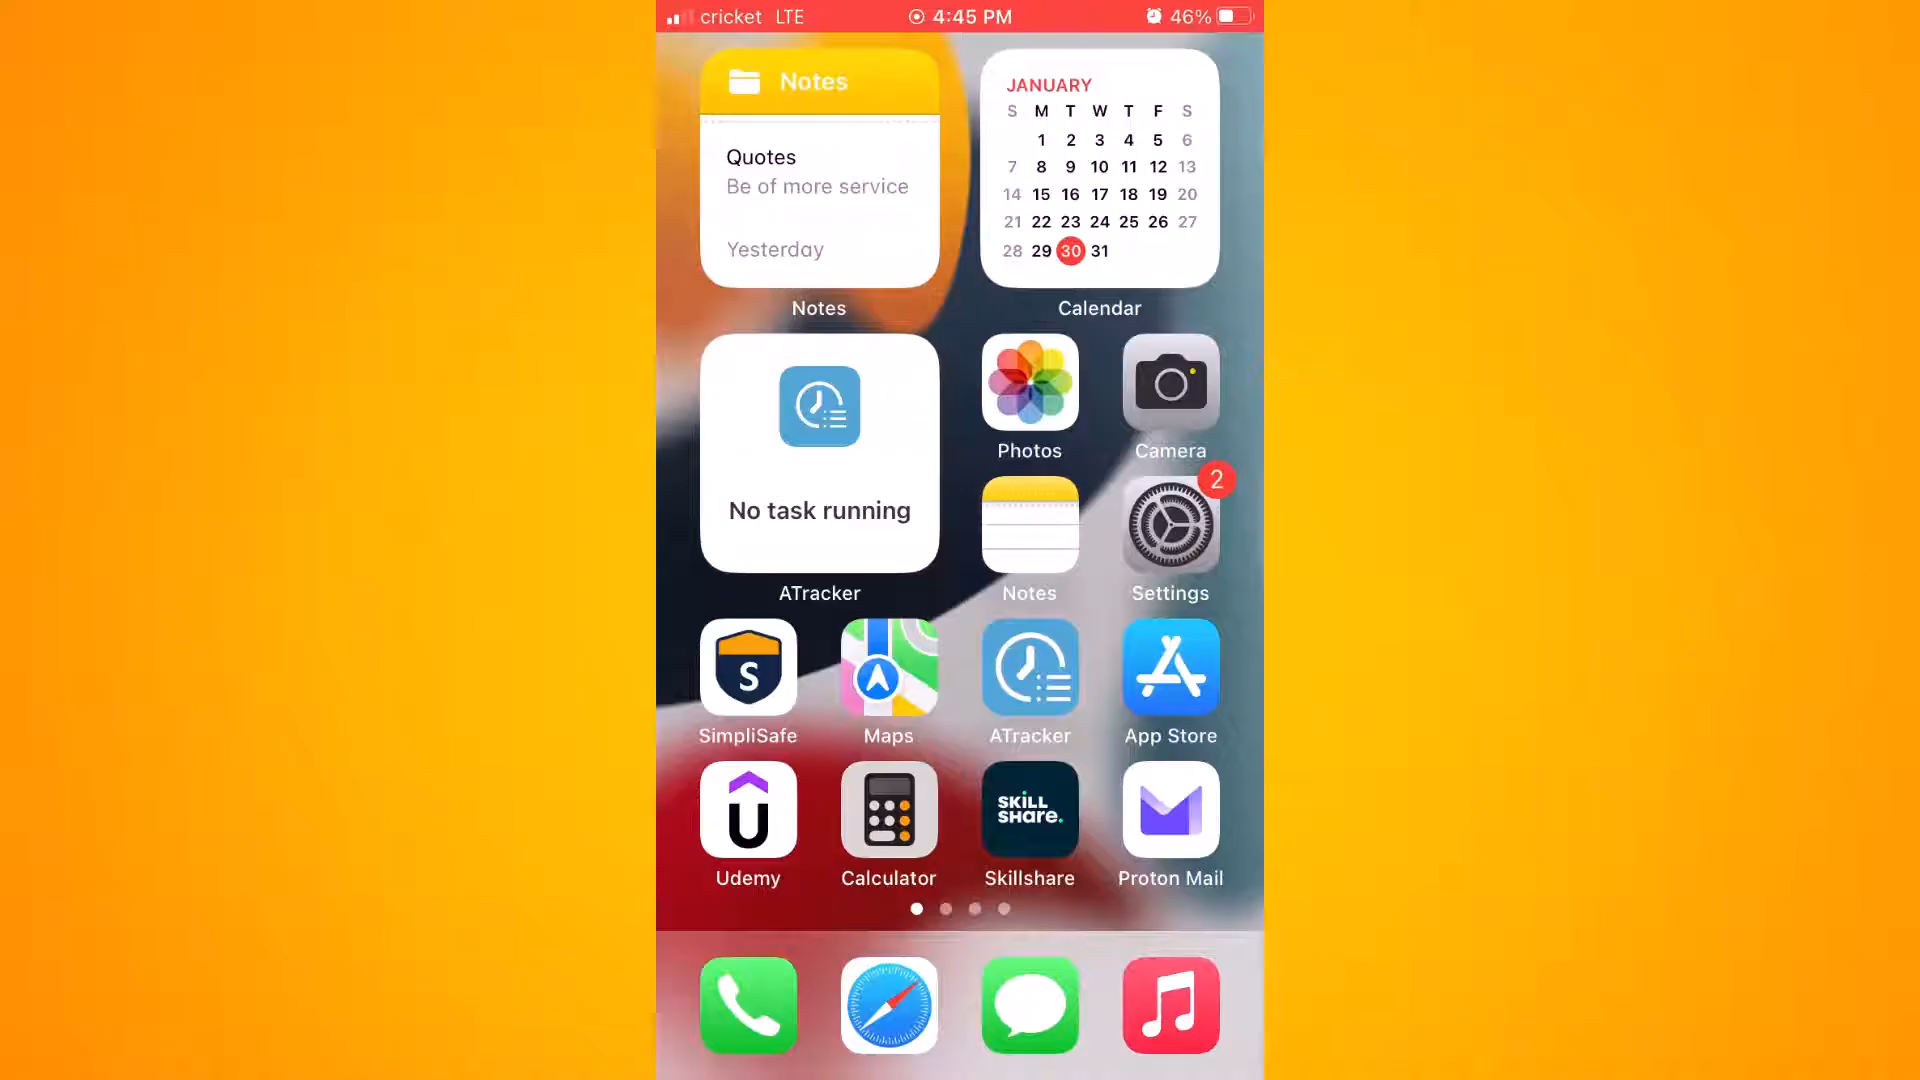 cricket LTE 4:45 PM 46%
Notes
Quotes
Be of more service
Yesterday
Notes
JANUARY
S M T W T F S
1 2 3 4 5 6
7 8 9 10 11 12 13
14 15 16 17 18 19 20
21 22 23 24 25 26 27
28 29 30 31
Calendar
No task running
ATracker
Photos
Camera
2
Notes
Settings
S
SimpliSafe
Maps
ATracker
App Store
SKILL
SHARE.
Udemy
Calculator
Skillshare
Proton Mail